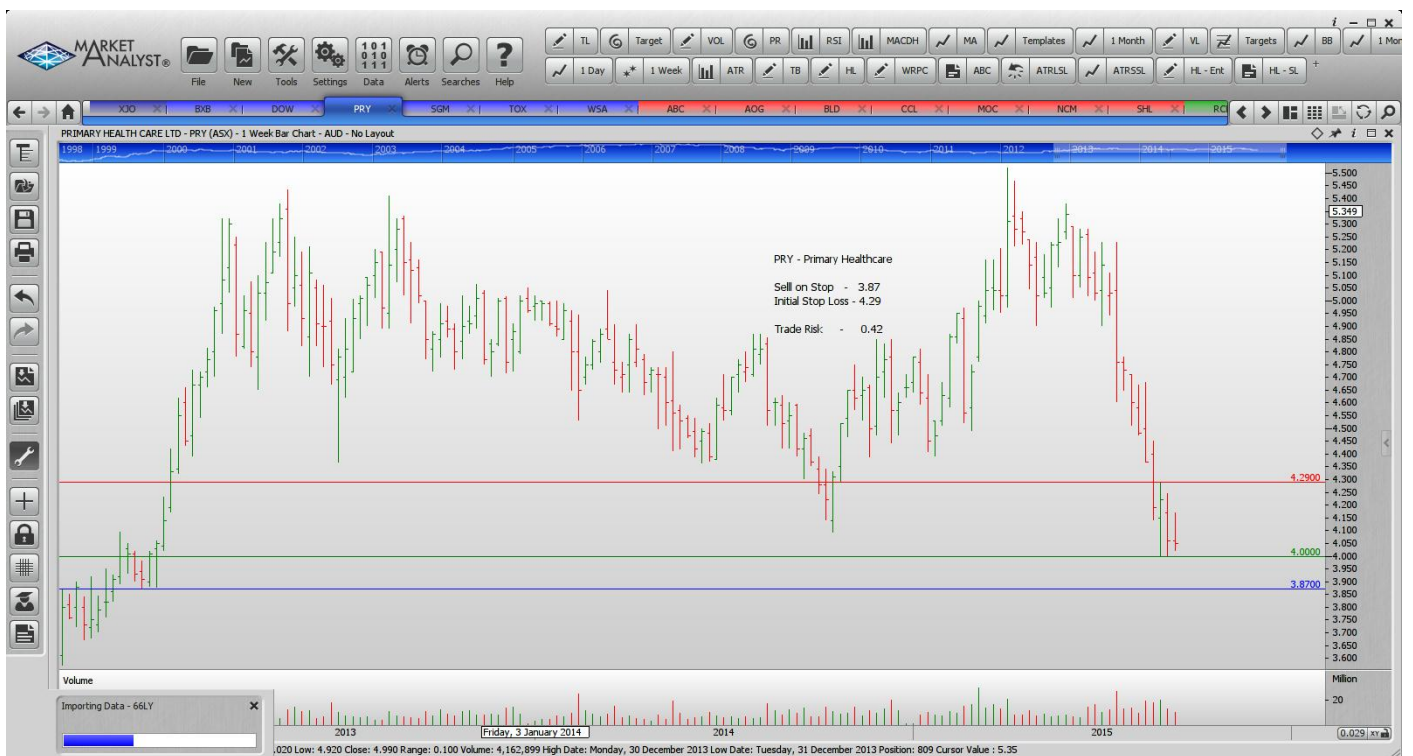 MARKET
ANALYST®
File New Tools Settings Data Alerts Searches Help
101
010
111
TL Target VOL PR RSI MACDH MA Templates 1 Month VL Targets BB 1 Mon
1 Day 1 Week ATR TB HL WRPC ABC ATRLSL ATRSSL HL - Ent HL - SL
XJO BXB DOW PRY SGM TOX WSA ABC AOG BLD CCL MOC NCM SHL RCI
PRIMARY HEALTH CARE LTD - PRY (ASX) - 1 Week Bar Chart - AUD - No Layout
1998 1999 2000 2001 2002 2003 2004 2005 2006 2007 2008 2009 2010 2011 2012 2013 2014 2015
PRY - Primary Healthcare
Sell on Stop - 3.87
Initial Stop Loss - 4.29
Trade Risk - 0.42
5.500
5.450
5.400
5.349
5.300
5.250
5.200
5.150
5.100
5.050
5.000
4.950
4.900
4.850
4.800
4.750
4.700
4.650
4.600
4.550
4.500
4.450
4.400
4.350
4.2900 4.300
4.250
4.200
4.150
4.100
4.050
4.0000 4.000
3.950
3.900
3.8700
3.850
3.800
3.750
3.700
3.650
3.600
Volume Million
20
Importing Data - 66LY
2013 Friday, 3 January 2014 2014 2015 0.029 XY
.020 Low: 4.920 Close: 4.990 Range: 0.100 Volume: 4,162,899 High Date: Monday, 30 December 2013 Low Date: Tuesday, 31 December 2013 Position: 809 Cursor Value : 5.35